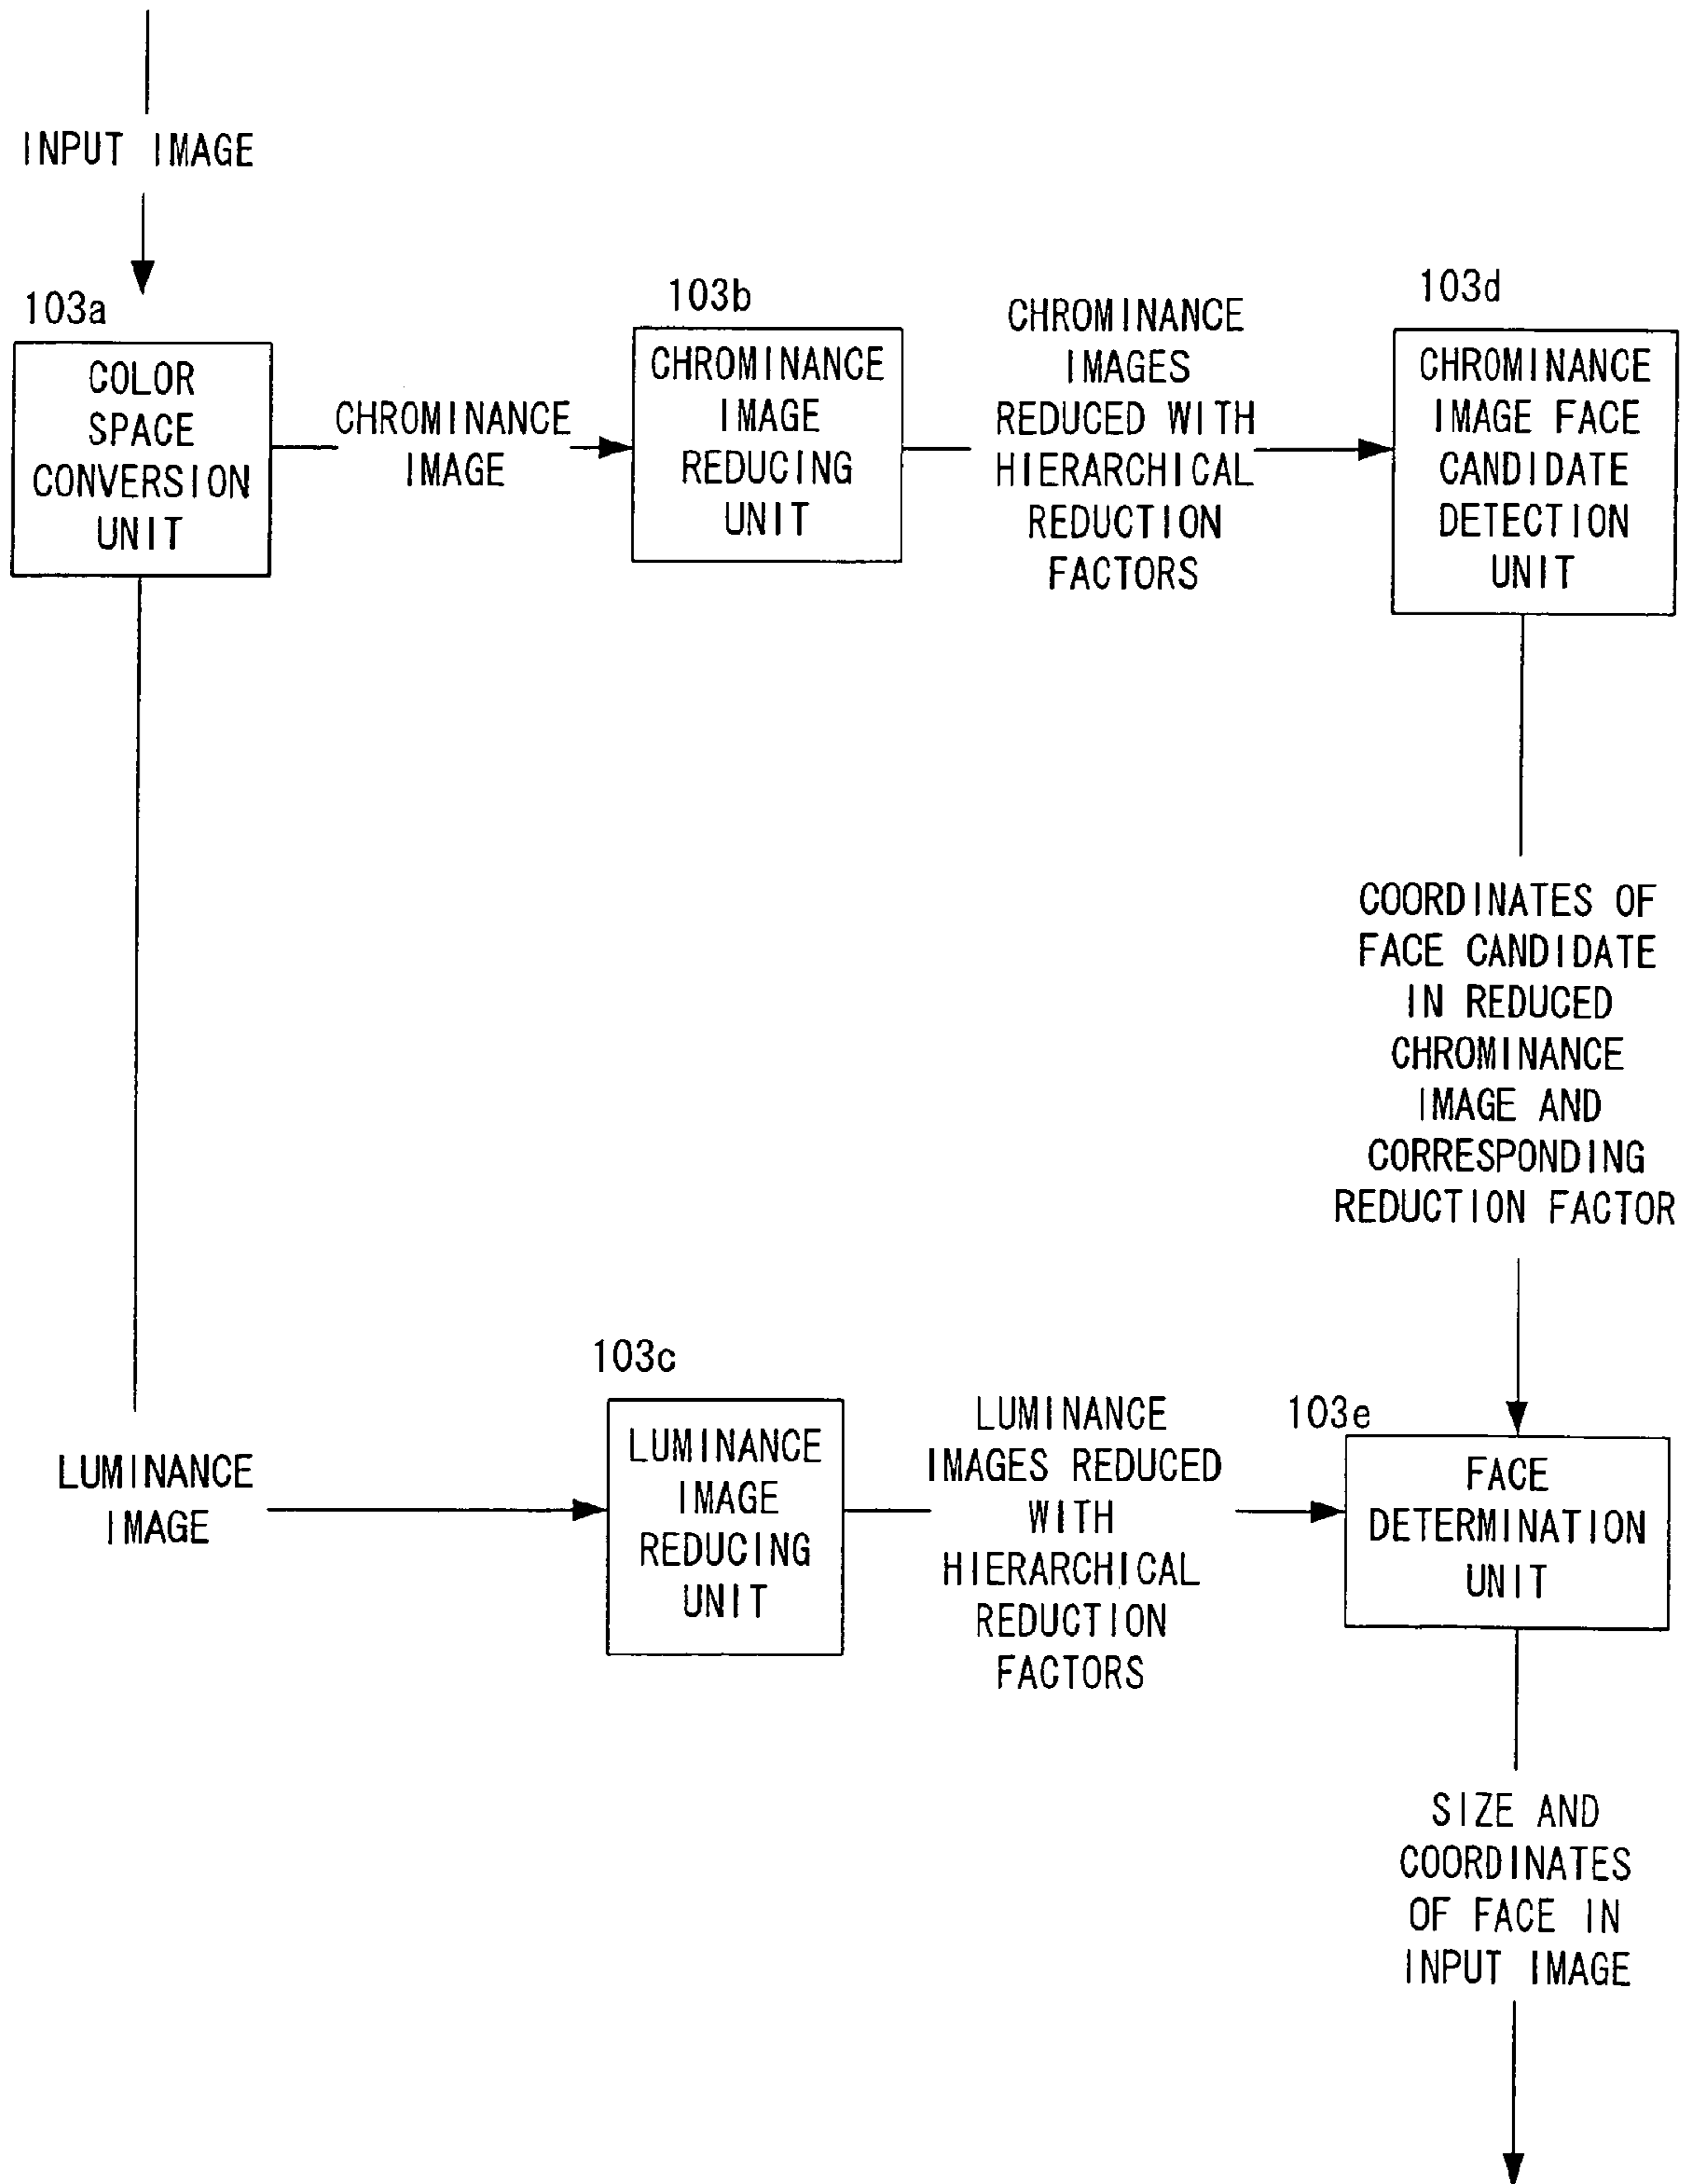 INPUT IMAGE
103a
COLOR
SPACE
CONVERSION
UNIT
CHROMINANCE
IMAGE
103b
CHROMINANCE
IMAGE
REDUCING
UNIT
CHROMINANCE
IMAGES
REDUCED WITH
HIERARCHICAL
REDUCTION
FACTORS
103d
CHROMINANCE
IMAGE FACE
CANDIDATE
DETECTION
UNIT
COORDINATES OF
FACE CANDIDATE
IN REDUCED
CHROMINANCE
IMAGE AND
CORRESPONDING
REDUCTION FACTOR
LUMINANCE
IMAGE
103c
LUMINANCE
IMAGE
REDUCING
UNIT
LUMINANCE
IMAGES REDUCED
WITH
HIERARCHICAL
REDUCTION
FACTORS
103e
FACE
DETERMINATION
UNIT
SIZE AND
COORDINATES
OF FACE IN
INPUT IMAGE